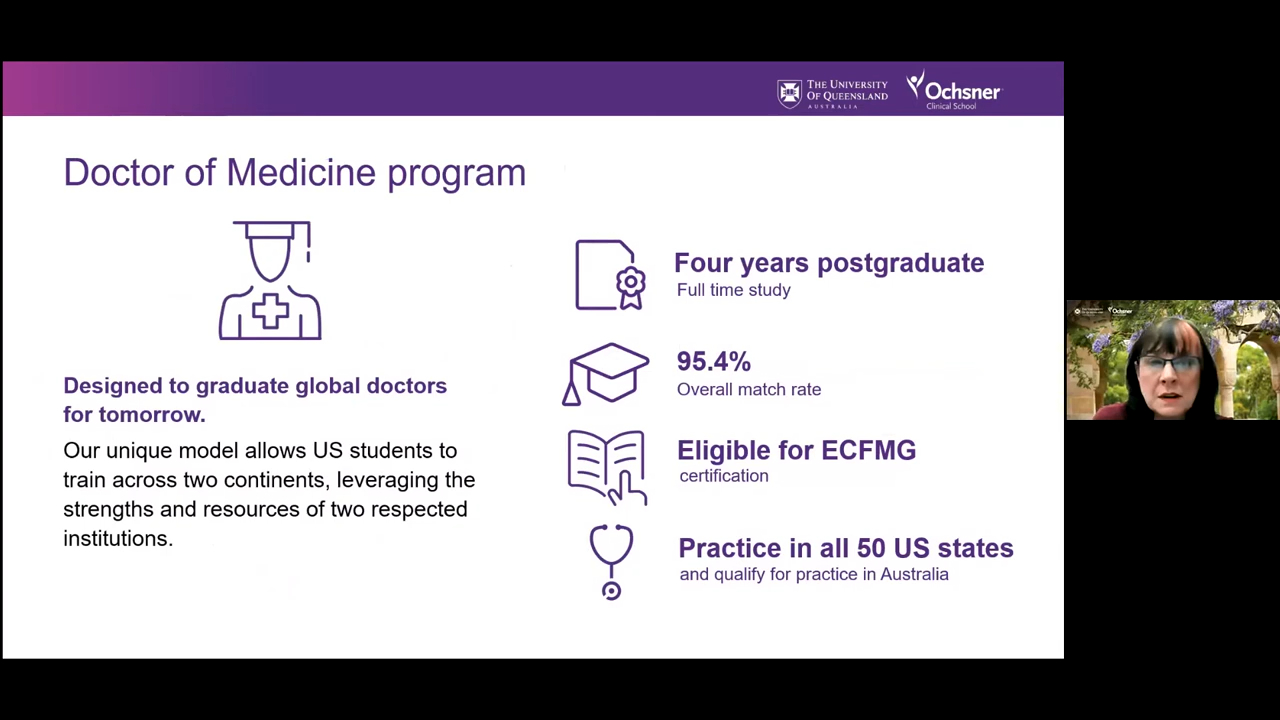 THE UNIVERSITY
OF QUEENSLAND
AUSTRALIA
Ochsner
Clinical School
Doctor of Medicine program
Designed to graduate global doctors
for tomorrow.
Our unique model allows US students to
train across two continents, leveraging the
strengths and resources of two respected
institutions.
Four years postgraduate
Full time study
95.4%
Overall match rate
Eligible for ECFMG
certification
Practice in all 50 US states
and qualify for practice in Australia
Ochsner